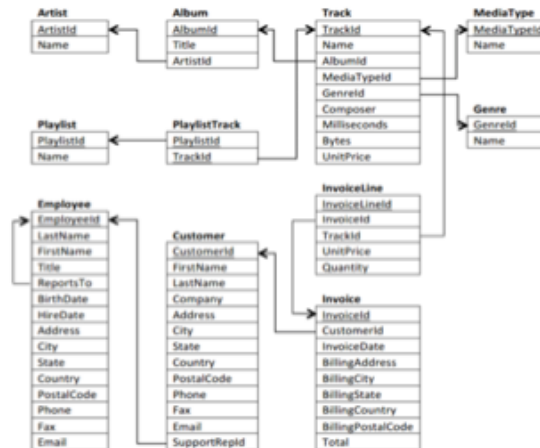 Artist
ArtistId
Name
Album
AlbumId
Title
ArtistId
Track
TrackId
Name
AlbumId
MediaTypeId
GenreId
Composer
Milliseconds
Bytes
UnitPrice
MediaType
MediaTypeId
Name
Genre
GenreId
Name
Playlist
PlaylistId
Name
PlaylistTrack
PlaylistId
TrackId
Employee
EmployeeId
LastName
FirstName
Title
ReportsTo
BirthDate
HireDate
Address
City
State
Country
PostalCode
Phone
Fax
Email
Customer
CustomerId
FirstName
LastName
Company
Address
City
State
Country
PostalCode
Phone
Fax
Email
SupportRepId
InvoiceLine
InvoiceLineId
InvoiceId
TrackId
UnitPrice
Quantity
Invoice
InvoiceId
CustomerId
InvoiceDate
BillingAddress
BillingCity
BillingState
BillingCountry
BillingPostalCode
Total